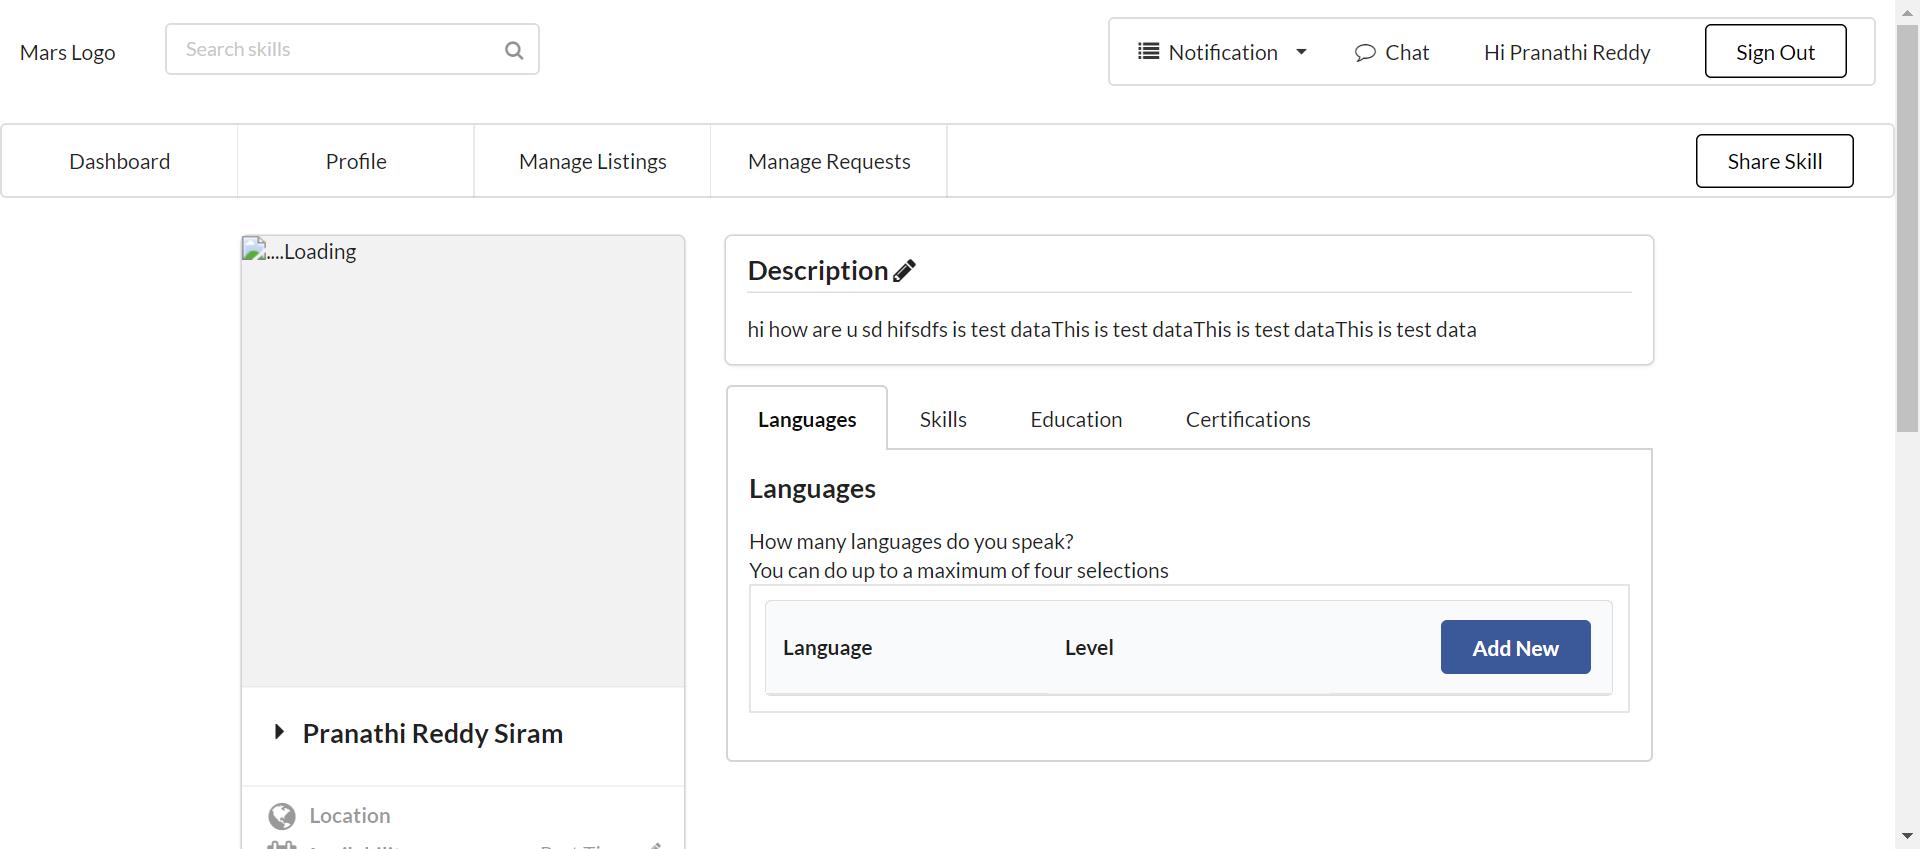 Mars Logo
Search skills
Notification
Chat
Hi Pranathi Reddy
Sign Out
Dashboard
Profile
Manage Listings
Manage Requests
Share Skill
....Loading
Pranathi Reddy Siram
Location
Description
hi how are u sd hifsdfs is test dataThis is test dataThis is test dataThis is test data
Languages
Skills
Education
Certifications
Languages
How many languages do you speak?
You can do up to a maximum of four selections
Language
Level
Add New